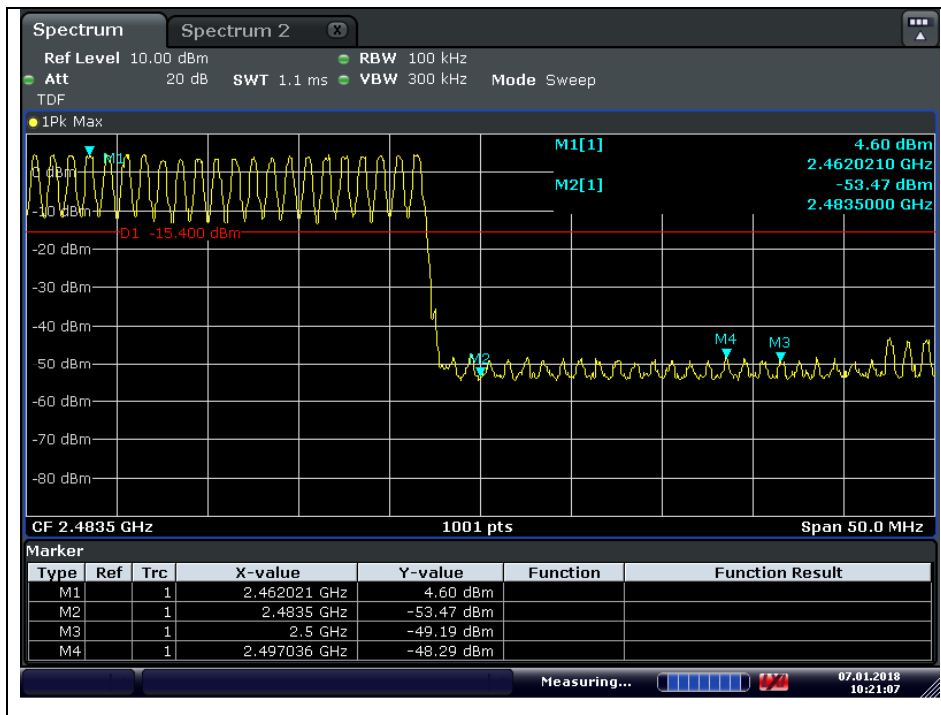 Spectrum Spectrum 2 X
Ref Level 10.00 dBm RBW 100 kHz
Att 20 dB SWT 1.1 ms VBW 300 kHz Mode Sweep
TDF
1Pk Max
M1[1] 4.60 dBm
2.4620210 GHz
M2[1] -53.47 dBm
2.4835000 GHz
M1
0 dBm
-10 dBm
D1 -15.400 dBm
-20 dBm
-30 dBm
-40 dBm
M4 M3
M2
-50 dBm
-60 dBm
-70 dBm
-80 dBm
CF 2.4835 GHz 1001 pts Span 50.0 MHz
Marker
Type Ref Trc X-value Y-value Function Function Result
M1 1 2.462021 GHz 4.60 dBm
M2 1 2.4835 GHz -53.47 dBm
M3 1 2.5 GHz -49.19 dBm
M4 1 2.497036 GHz -48.29 dBm
Measuring... 07.01.2018
10:21:07